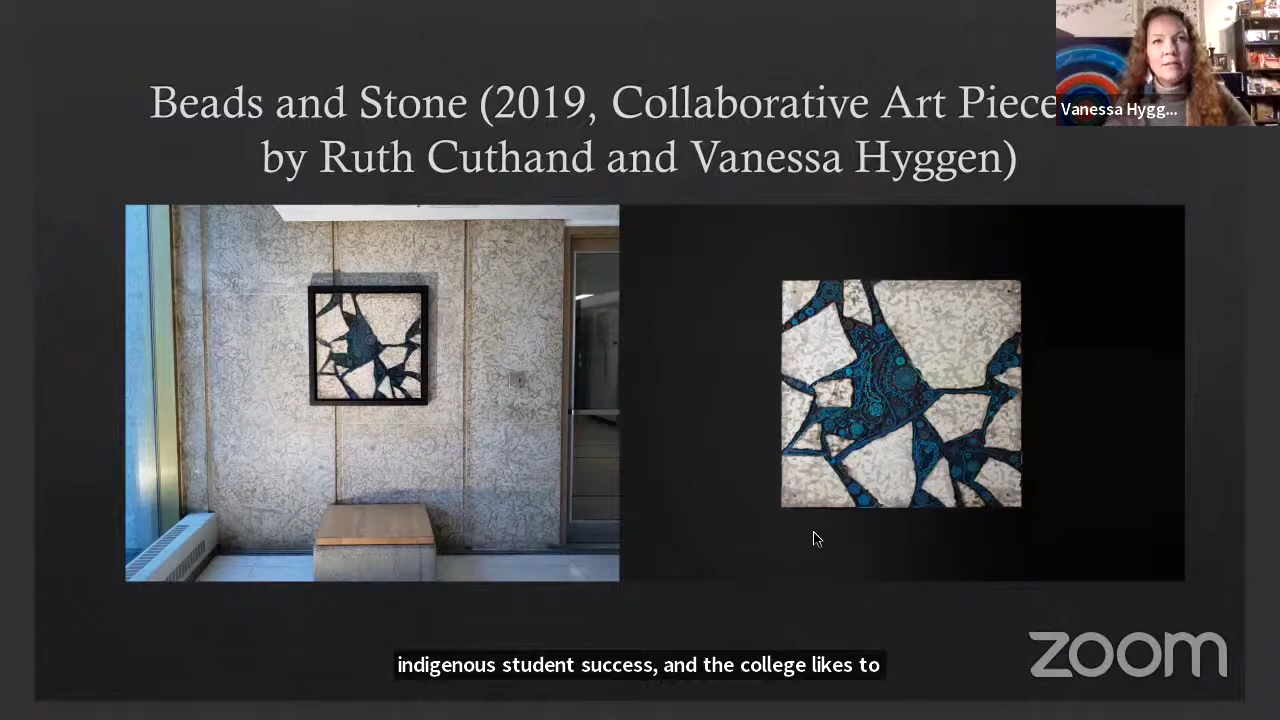 Beads and Stone (2019, Collaborative Art Piece
by Ruth Cuthand and Vanessa Hyggen)
Vanessa Hygg...
indigenous student success, and the college likes to
zoom